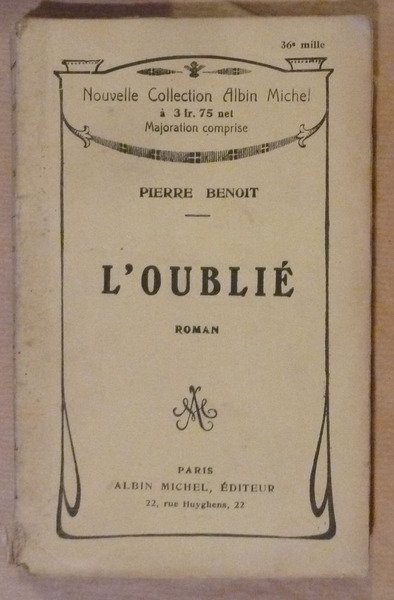 36e mille
Nouvelle Collection Albin Michel
à 3 fr. 75 net
Majoration comprise
PIERRE BENOIT
L'OUBLIÉ
ROMAN
AM
PARIS
ALBIN MICHEL, ÉDITEUR
22, rue Huyghens, 22